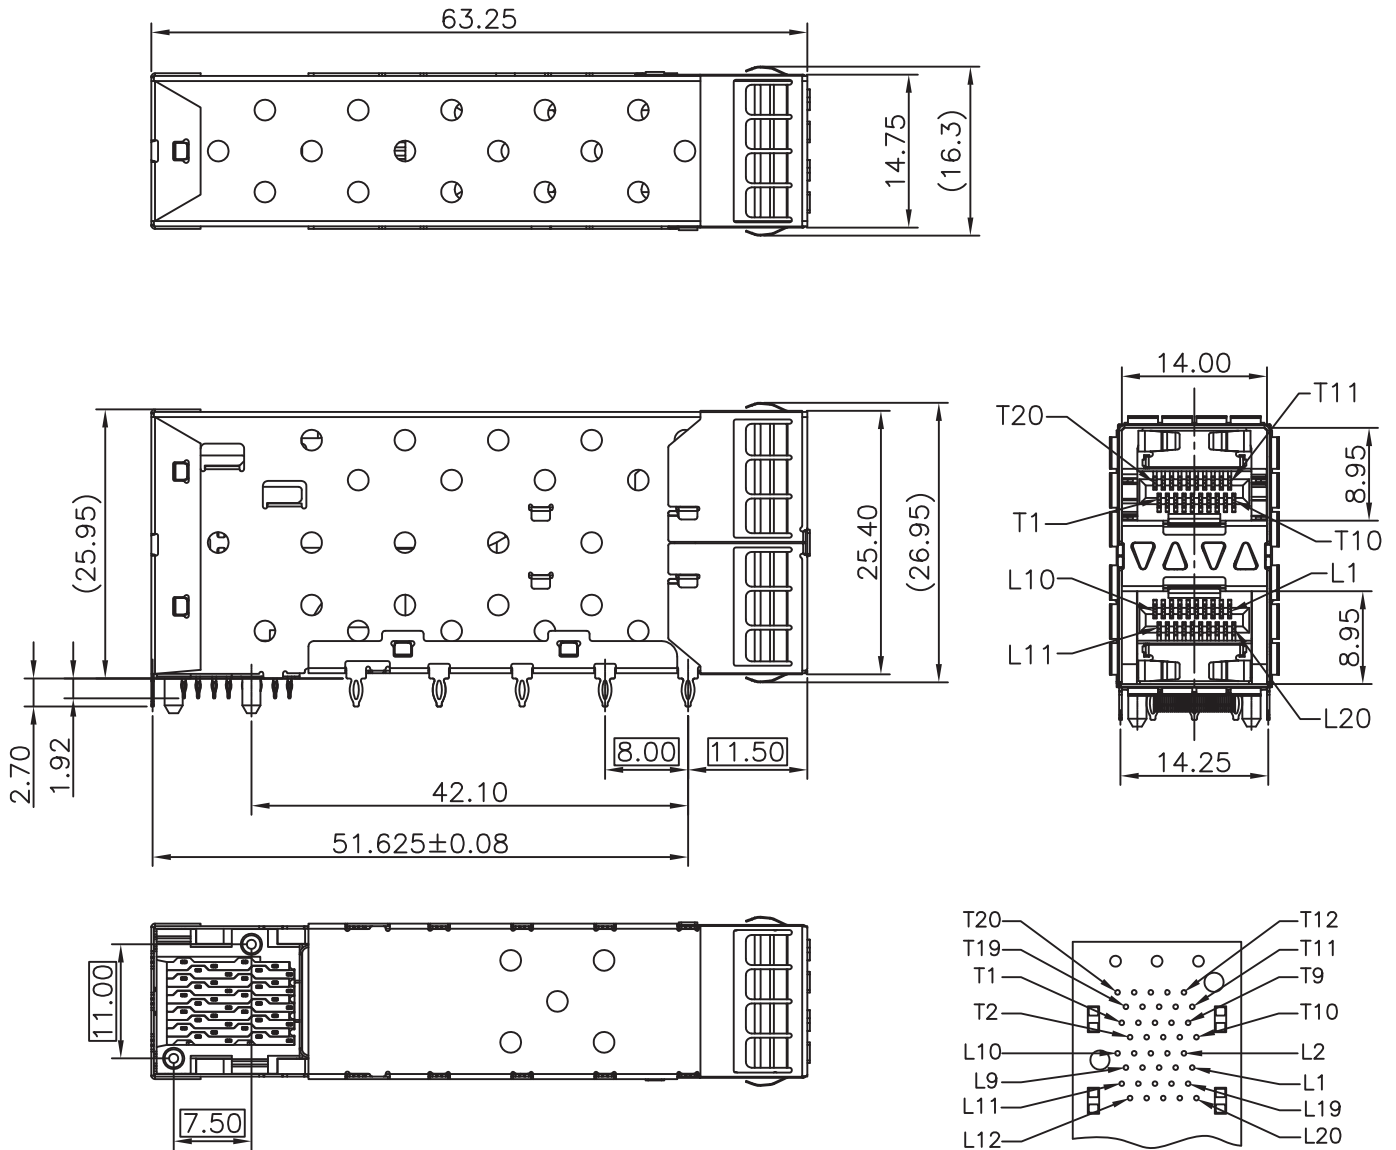 63.25
14.75
(16.3)
14.00
T20
T11
8.95
T1
T10
L10
L1
L11
8.95
L20
14.25
(25.95)
25.40
(26.95)
2.70
1.92
8.00
11.50
42.10
51.625±0.08
11.00
7.50
T20
T12
T19
T11
T1
T9
T2
T10
L10
L2
L9
L1
L11
L19
L12
L20